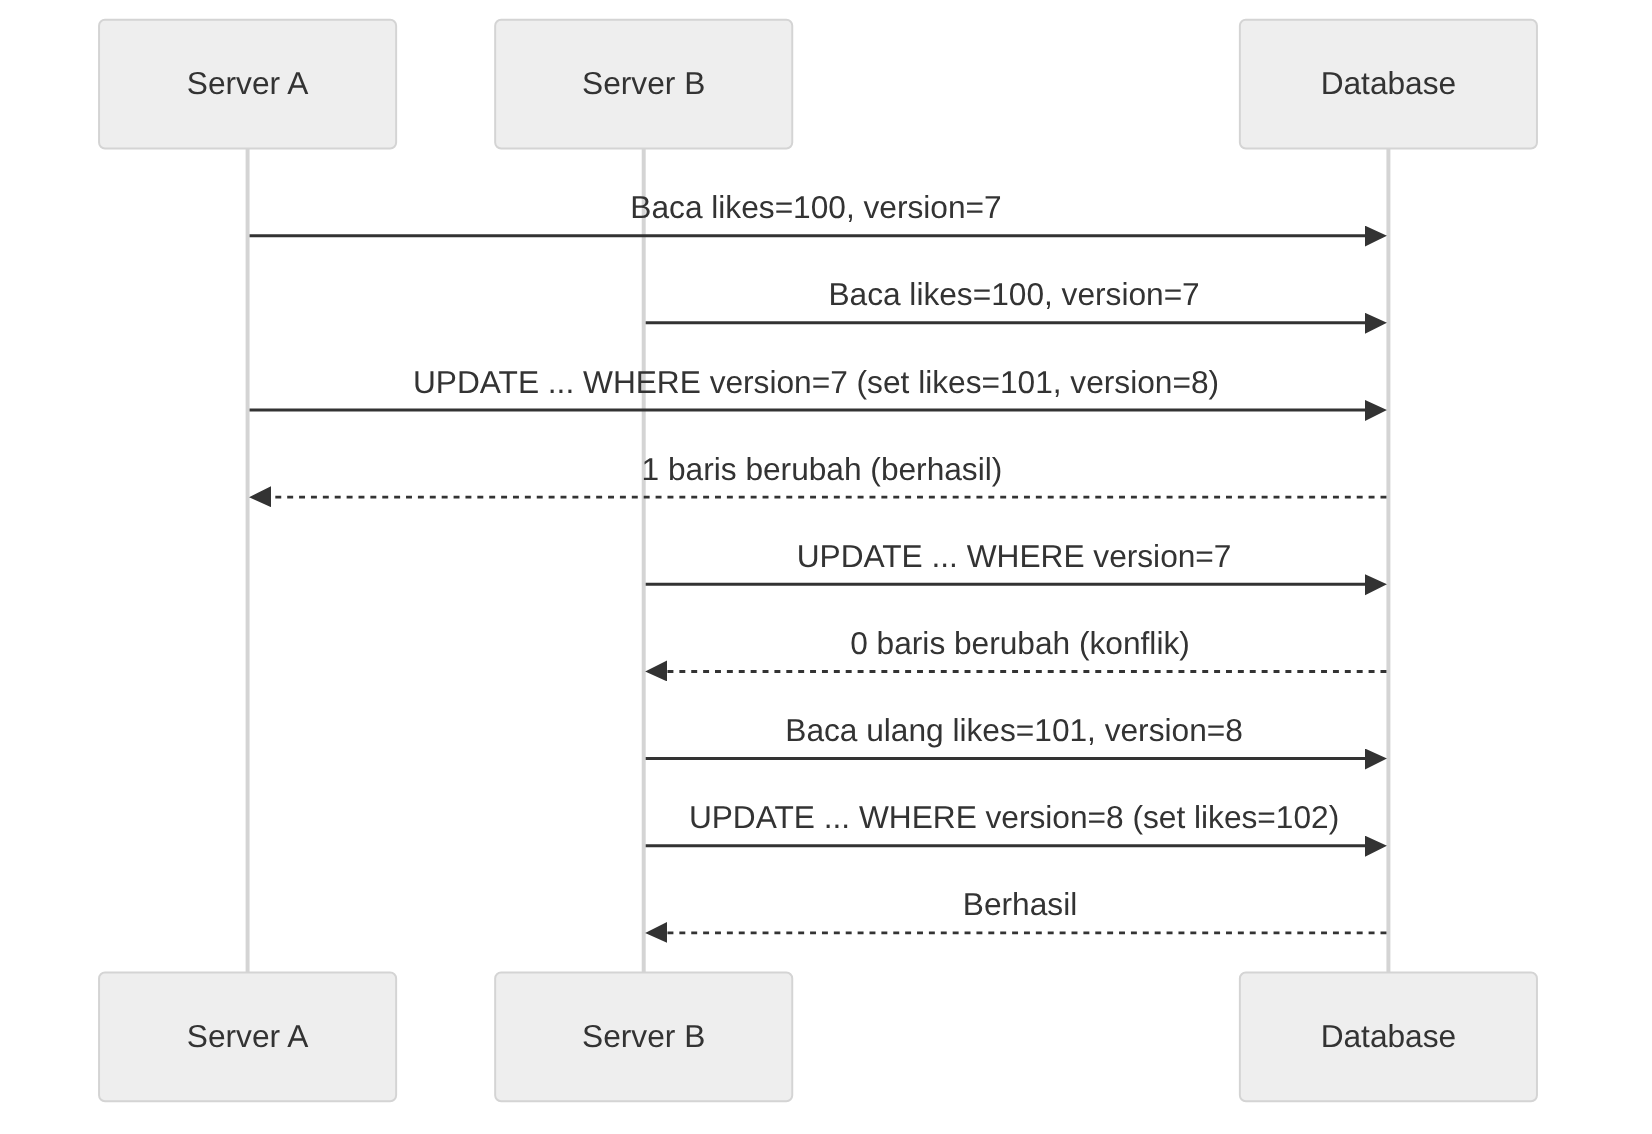 Server A
Server B
Database
Baca likes=100, version=7
Baca likes=100, version=7
UPDATE ... WHERE version=7 (set likes=101, version=8)
1 baris berubah (berhasil)
UPDATE ... WHERE version=7
0 baris berubah (konflik)
Baca ulang likes=101, version=8
UPDATE ... WHERE version=8 (set likes=102)
Berhasil
Server A
Server B
Database